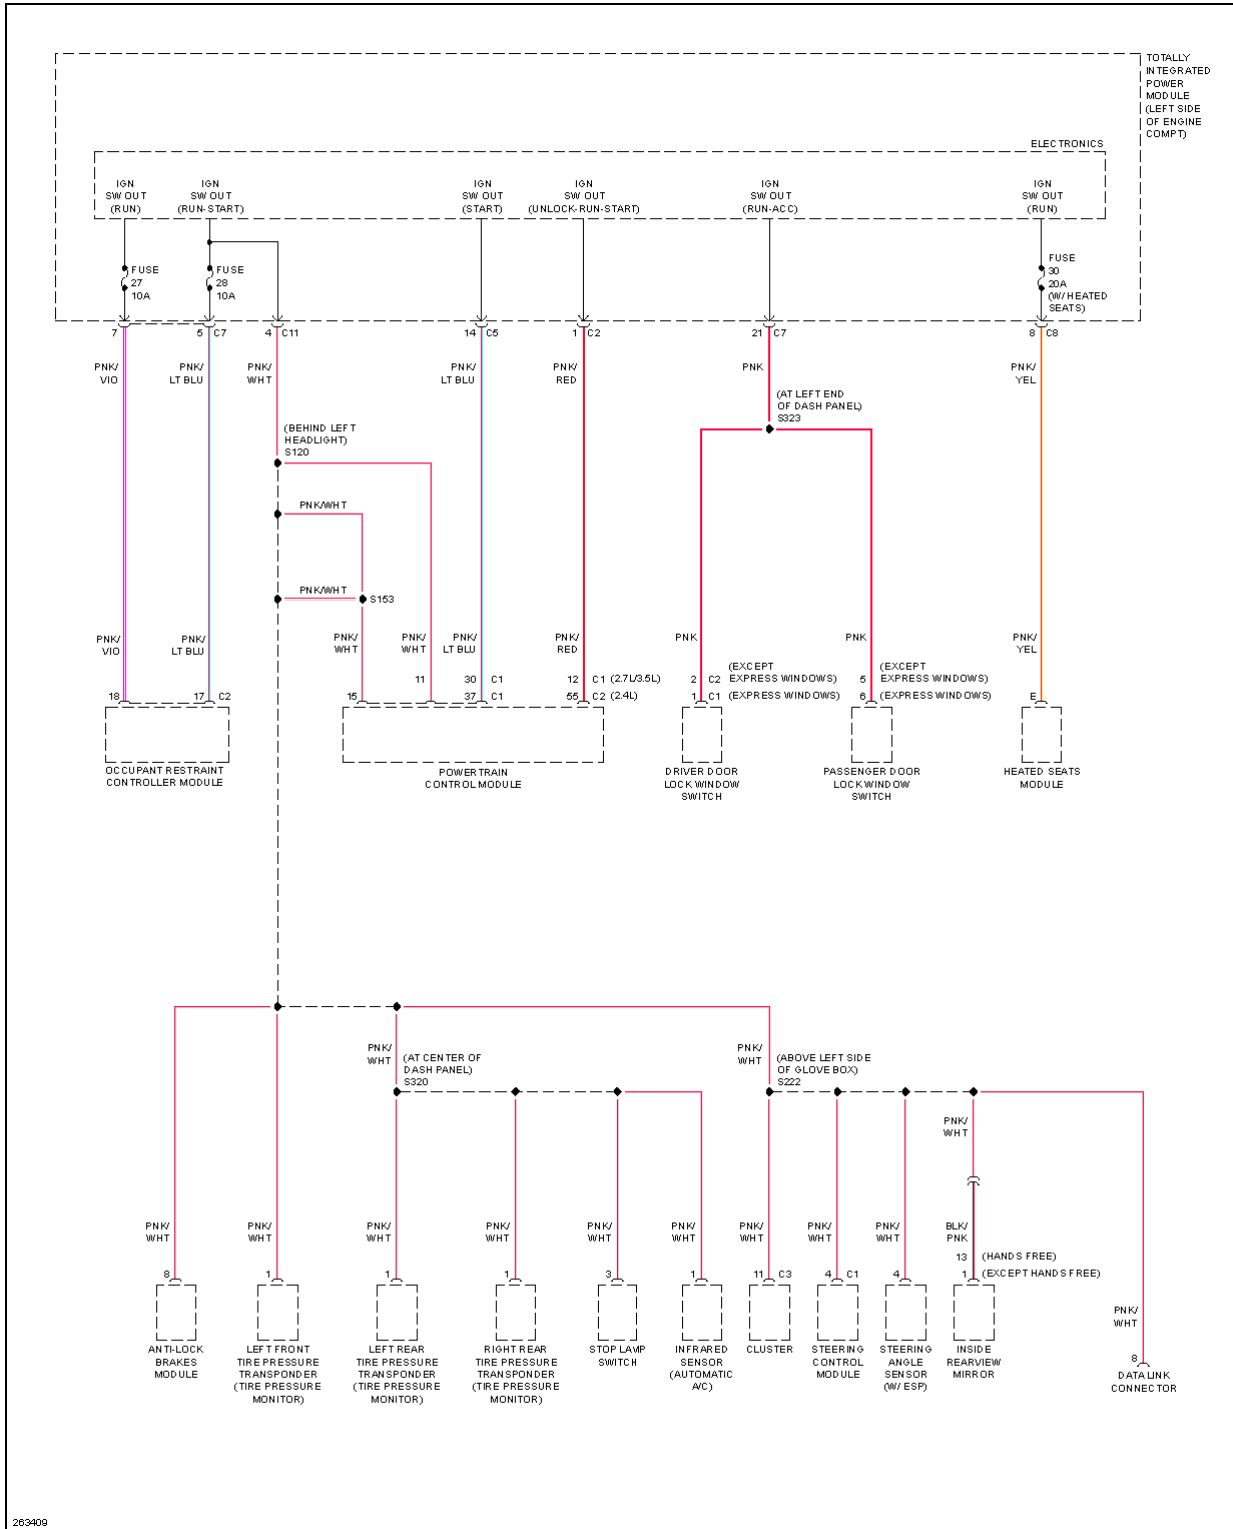 TOTALLY
INTEGRATED
POWER
MODULE
(LEFT SIDE
OF ENGINE
COMPT)
ELECTRONICS
IGN
SW OUT
(RUN)
IGN
SW OUT
(RUN-START)
IGN
SW OUT
(START)
IGN
SW OUT
(UNLOCK-RUN-START)
IGN
SW OUT
(RUN-ACC)
IGN
SW OUT
(RUN)
FUSE
27
10A
FUSE
28
10A
FUSE
30
20A
(W/ HEATED
SEATS)
7
5 C7
4 C11
14 C5
1 C2
21 C7
8 C8
PNK/
VIO
PNK/
LT BLU
PNK/
WHT
PNK/
LT BLU
PNK/
RED
PNK
PNK/
YEL
(AT LEFT END
OF DASH PANEL)
S323
(BEHIND LEFT
HEADLIGHT)
S120
PNK/WHT
PNK/WHT
S153
PNK/
VIO
PNK/
LT BLU
PNK/
WHT
PNK/
WHT
PNK/
LT BLU
PNK/
RED
PNK
PNK
PNK/
YEL
11
30 C1
12 C1 (2.7L/3.5L)
2 C2
(EXCEPT
EXPRESS WINDOWS)
5
(EXCEPT
EXPRESS WINDOWS)
18
17 C2
15
37 C1
55 C2 (2.4L)
1 C1 (EXPRESS WINDOWS)
6 (EXPRESS WINDOWS)
E
OCCUPANT RESTRAINT
CONTROLLER MODULE
POWERTRAIN
CONTROL MODULE
DRIVER DOOR
LOCK WINDOW
SWITCH
PASSENGER DOOR
LOCK WINDOW
SWITCH
HEATED SEATS
MODULE
PNK/
WHT
(AT CENTER OF
DASH PANEL)
S320
PNK/
WHT
(ABOVE LEFT SIDE
OF GLOVE BOX)
S222
PNK/
WHT
PNK/
WHT
PNK/
WHT
PNK/
WHT
PNK/
WHT
PNK/
WHT
PNK/
WHT
PNK/
WHT
PNK/
WHT
PNK/
WHT
BLK/
PNK
13 (HANDS FREE)
8
1
1
1
3
1
11 C3
4 C1
4
1 (EXCEPT HANDS FREE)
PNK/
WHT
8
ANTI-LOCK
BRAKES
MODULE
LEFT FRONT
TIRE PRESSURE
TRANSPONDER
(TIRE PRESSURE
MONITOR)
LEFT REAR
TIRE PRESSURE
TRANSPONDER
(TIRE PRESSURE
MONITOR)
RIGHT REAR
TIRE PRESSURE
TRANSPONDER
(TIRE PRESSURE
MONITOR)
STOP LAMP
SWITCH
INFRARED
SENSOR
(AUTOMATIC
A/C)
CLUSTER
STEERING
CONTROL
MODULE
STEERING
ANGLE
SENSOR
(W/ ESP)
INSIDE
REARVIEW
MIRROR
DATA LINK
CONNECTOR
263409